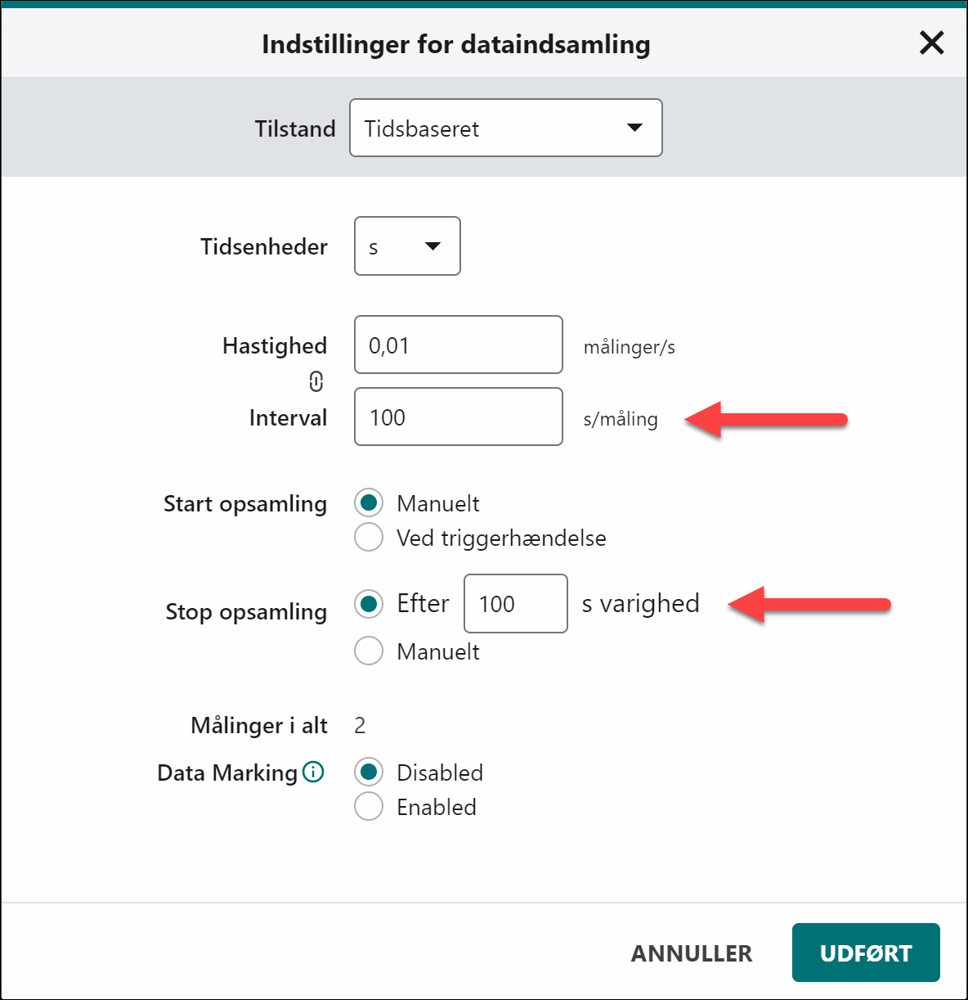 Indstillinger for dataindsamling
Tilstand Tidsbaseret
Tidsenheder s
Hastighed 0,01 målinger/s
Interval 100 s/måling
Start opsamling Manuelt
Ved triggerhændelse
Stop opsamling Efter 100 s varighed
Manuelt
Målinger i alt 2
Data Marking Disabled
Enabled
ANNULLER UDFØRT